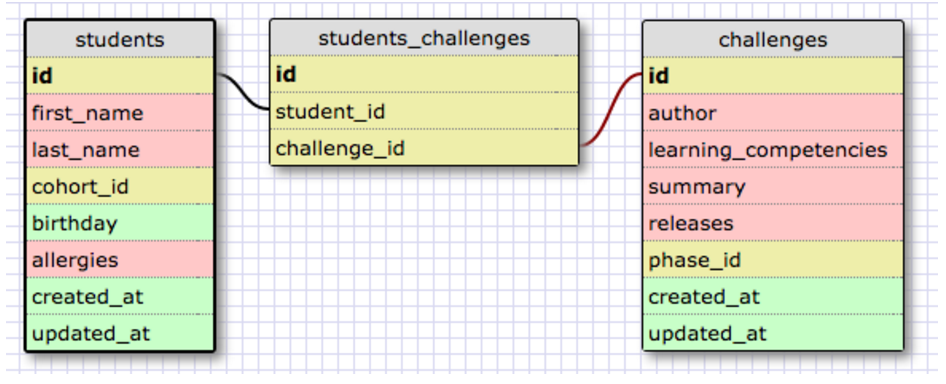 students
id
first_name
last_name
cohort_id
birthday
allergies
created_at
updated_at
students_challenges
id
student_id
challenge_id
challenges
id
author
learning_competencies
summary
releases
phase_id
created_at
updated_at